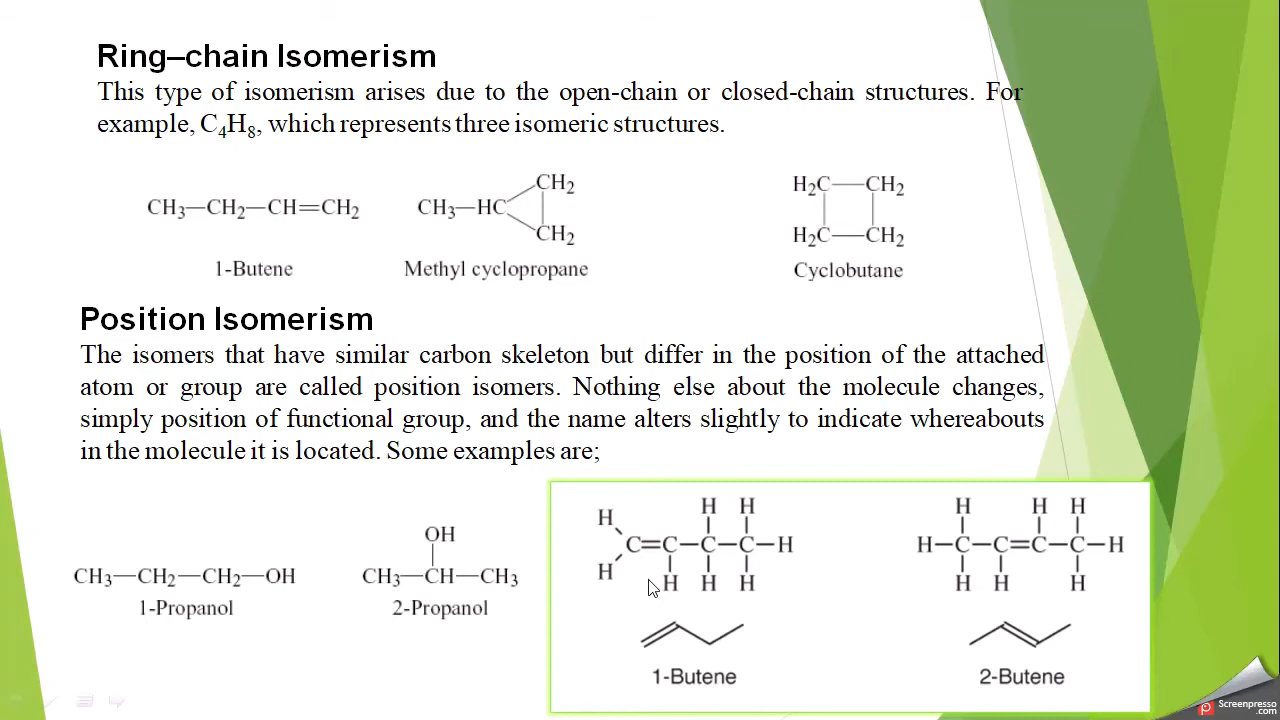 Ring–chain Isomerism
This type of isomerism arises due to the open-chain or closed-chain structures. For
example, C₄H₈, which represents three isomeric structures.
CH₃—CH₂—CH=CH₂
1-Butene
CH₃—HC
CH₂
CH₂
Methyl cyclopropane
H₂C—CH₂
H₂C—CH₂
Cyclobutane
Position Isomerism
The isomers that have similar carbon skeleton but differ in the position of the attached
atom or group are called position isomers. Nothing else about the molecule changes,
simply position of functional group, and the name alters slightly to indicate whereabouts
in the molecule it is located. Some examples are;
CH₃—CH₂—CH₂—OH
1-Propanol
OH
CH₃—CH—CH₃
2-Propanol
H H H
C=C—C—C—H
H H H H
1-Butene
H H H
H—C—C=C—C—H
H H H
2-Butene
Screenpresso
.com